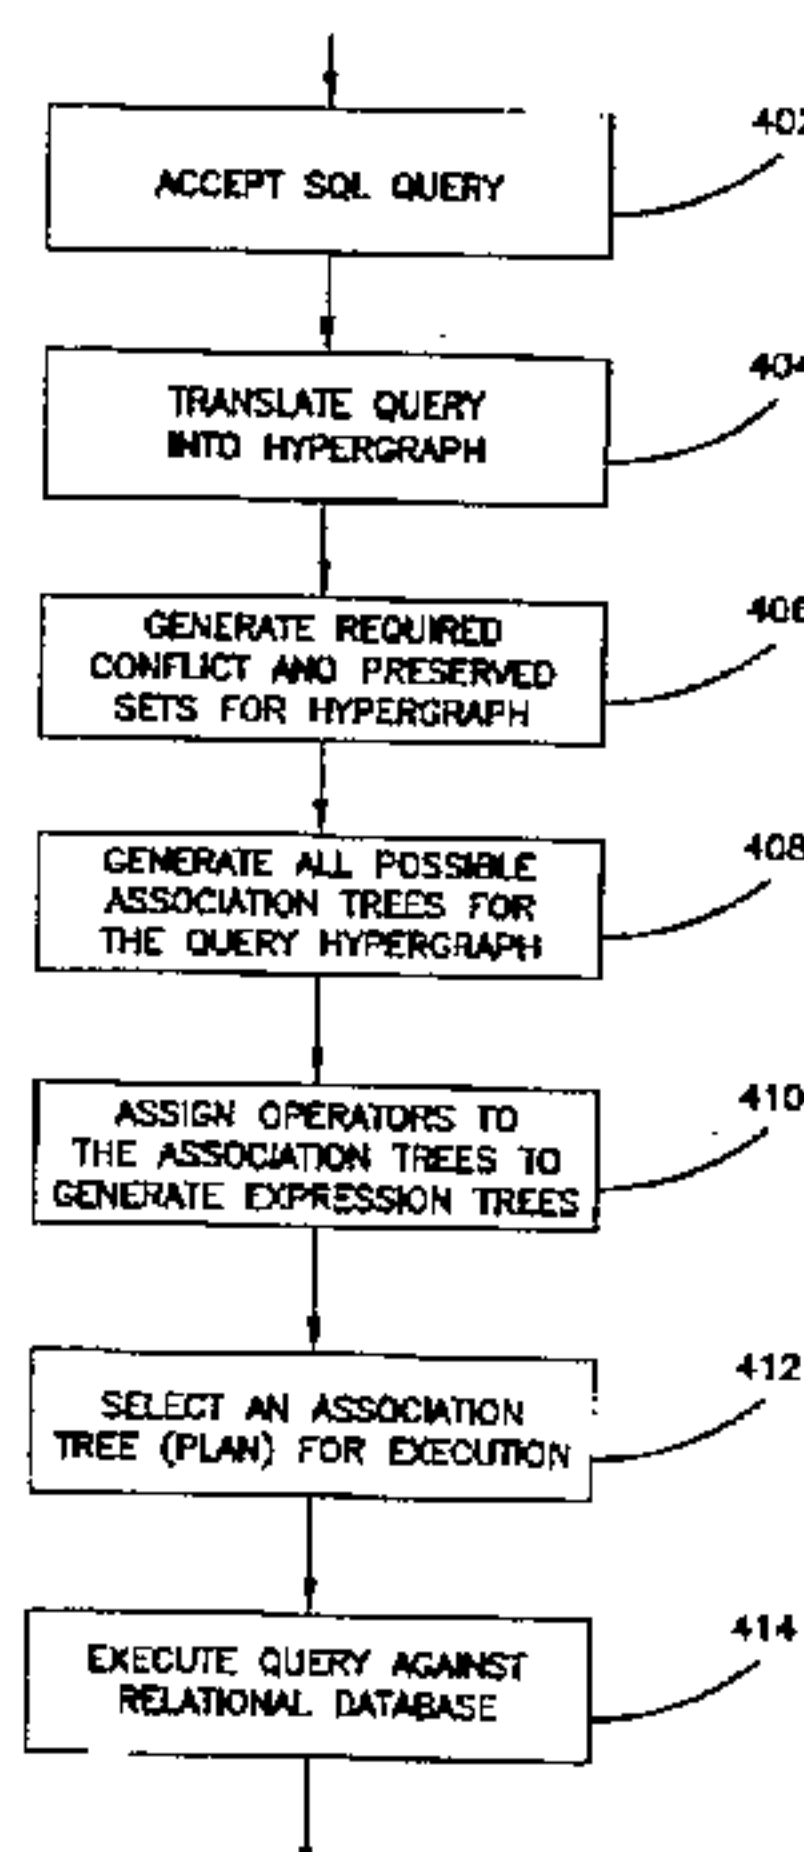 402
ACCEPT SQL QUERY
404
TRANSLATE QUERY
INTO HYPERGRAPH
406
GENERATE REQUIRED
CONFLICT AND PRESERVED
SETS FOR HYPERGRAPH
408
GENERATE ALL POSSIBLE
ASSOCIATION TREES FOR
THE QUERY HYPERGRAPH
410
ASSIGN OPERATORS TO
THE ASSOCIATION TREES TO
GENERATE EXPRESSION TREES
412
SELECT AN ASSOCIATION
TREE (PLAN) FOR EXECUTION
414
EXECUTE QUERY AGAINST
RELATIONAL DATABASE